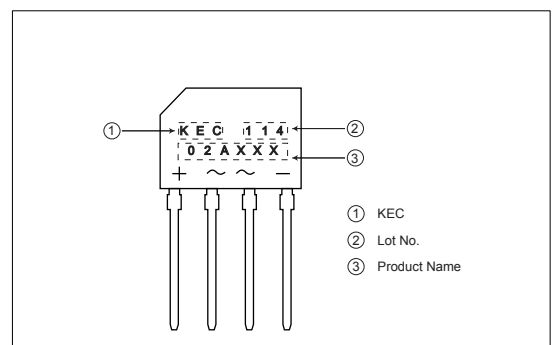 ① KEC 114 ②
02AXXX ③
+ ~ ~ −
① KEC
② Lot No.
③ Product Name